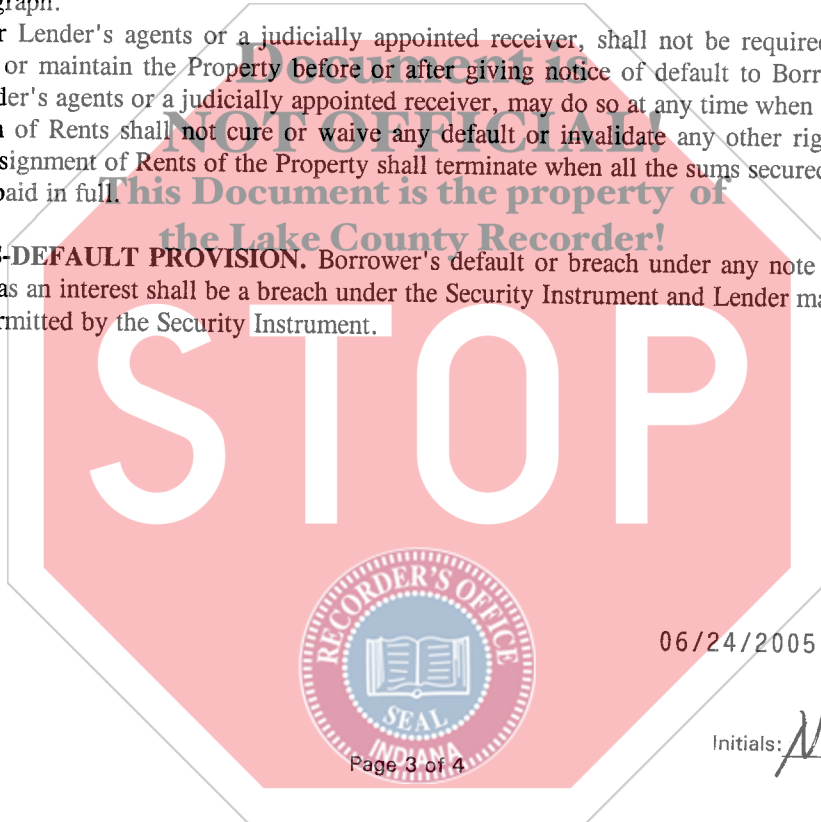 graph.
r Lender's agents or a judicially appointed receiver, shall not be required
or maintain the Property before or after giving notice of default to Borr
der's agents or a judicially appointed receiver, may do so at any time when
n of Rents shall not cure or waive any default or invalidate any other rig
signment of Rents of the Property shall terminate when all the sums secured
paid in full.
Document is
NOT OFFICIAL!
This Document is the property of
the Lake County Recorder!
S-DEFAULT PROVISION. Borrower's default or breach under any note
as an interest shall be a breach under the Security Instrument and Lender ma
rmitted by the Security Instrument.
STOP
RECORDER'S OFFICE
SEAL
INDIANA
06/24/2005
Initials:
Page 3 of 4